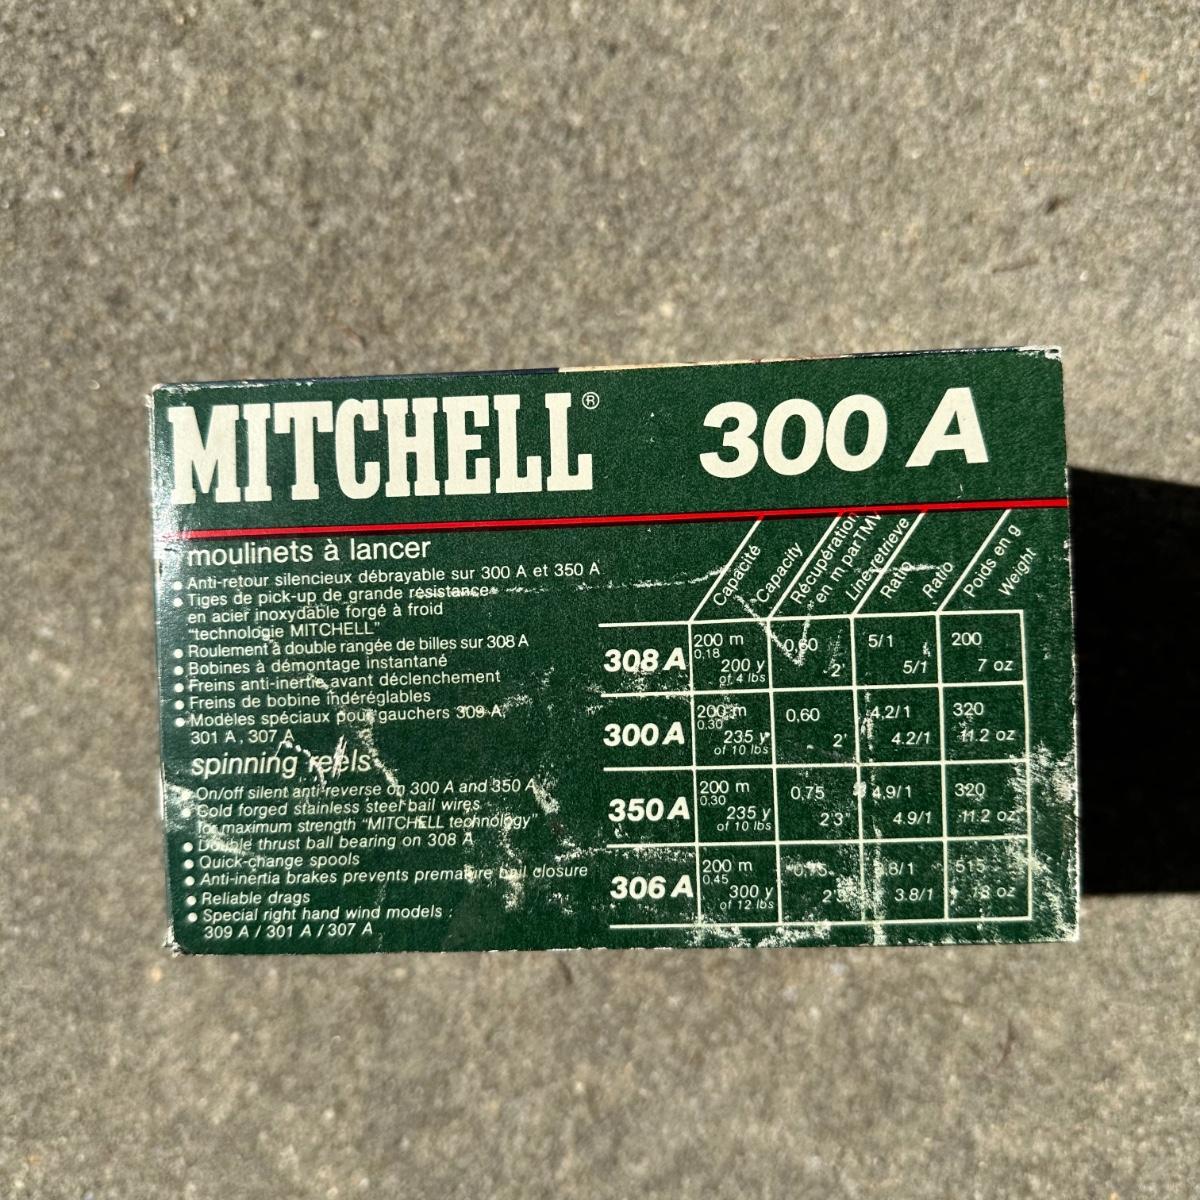 MITCHELL® 300 A
moulinets à lancer
● Anti-retour silencieux débrayable sur 300 A et 350 A
● Tiges de pick-up de grande résistance
en acier inoxydable forgé à froid
"technologie MITCHELL"
● Roulement à double rangée de billes sur 308 A
● Bobines à démontage instantané
● Freins anti-inertie avant déclenchement
● Freins de bobine indéréglables
● Modèles spéciaux pour gauchers 309 A,
301 A, 307 A
spinning reels
● On/off silent anti-reverse on 300 A and 350 A
● Cold forged stainless steel bail wires
for maximum strength "MITCHELL technology"
● Double thrust ball bearing on 308 A
● Quick-change spools
● Anti-inertia brakes prevents premature bail closure
● Reliable drags
● Special right hand wind models :
309 A / 301 A / 307 A
Capacité
Capacity
Récupération
en m par TMV
Line retrieve
Ratio
Ratio
Poids en g
Weight
308 A 200 m 0,60 5/1 200
0,18 200 y 2' 5/1 7 oz
of 4 lbs
300 A 200 m 0,60 4,2/1 320
0.30 235 y 2' 4.2/1 11.2 oz
of 10 lbs
350 A 200 m 0,75 4,9/1 320
0.30 235 y 2'3" 4.9/1 11.2 oz
of 10 lbs
306 A 200 m 0,75 8/1 515
0,45 300 y 3.8/1 18 oz
of 12 lbs